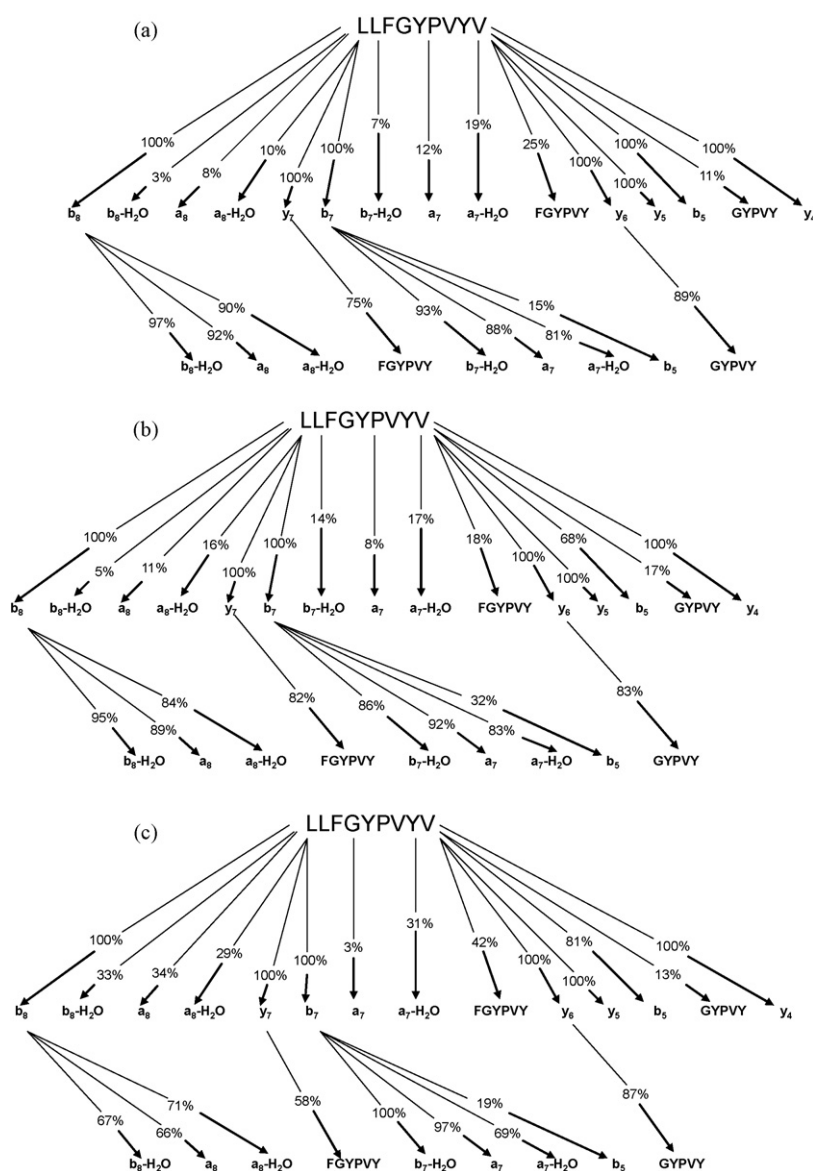 (a) LLFGYPVYV
7% 19%
100% 10% 100% 12% 25% 100% 100%
3% 8% 100% 100% 100% 11%
b₈ b₈-H₂O a₈ a₈-H₂O y₇ b₇ b₇-H₂O a₇ a₇-H₂O FGYPVY y₆ y₅ b₅ GYPVY y₄
97% 92% 90% 75% 93% 88% 81% 15% 89%
b₈-H₂O a₈ a₈-H₂O FGYPVY b₇-H₂O a₇ a₇-H₂O b₅ GYPVY
(b) LLFGYPVYV
14% 17%
100% 16% 100% 8% 18% 68% 100%
5% 11% 100% 100% 100% 17%
b₈ b₈-H₂O a₈ a₈-H₂O y₇ b₇ b₇-H₂O a₇ a₇-H₂O FGYPVY y₆ y₅ b₅ GYPVY y₄
95% 89% 84% 82% 86% 92% 83% 32% 83%
b₈-H₂O a₈ a₈-H₂O FGYPVY b₇-H₂O a₇ a₇-H₂O b₅ GYPVY
(c) LLFGYPVYV
31%
100% 29% 100% 3% 42% 81% 100%
33% 34% 100% 100% 100% 13%
b₈ b₈-H₂O a₈ a₈-H₂O y₇ b₇ a₇ a₇-H₂O FGYPVY y₆ y₅ b₅ GYPVY y₄
67% 66% 71% 58% 100% 97% 69% 19% 87%
b₈-H₂O a₈ a₈-H₂O FGYPVY b₇-H₂O a₇ a₇-H₂O b₅ GYPVY